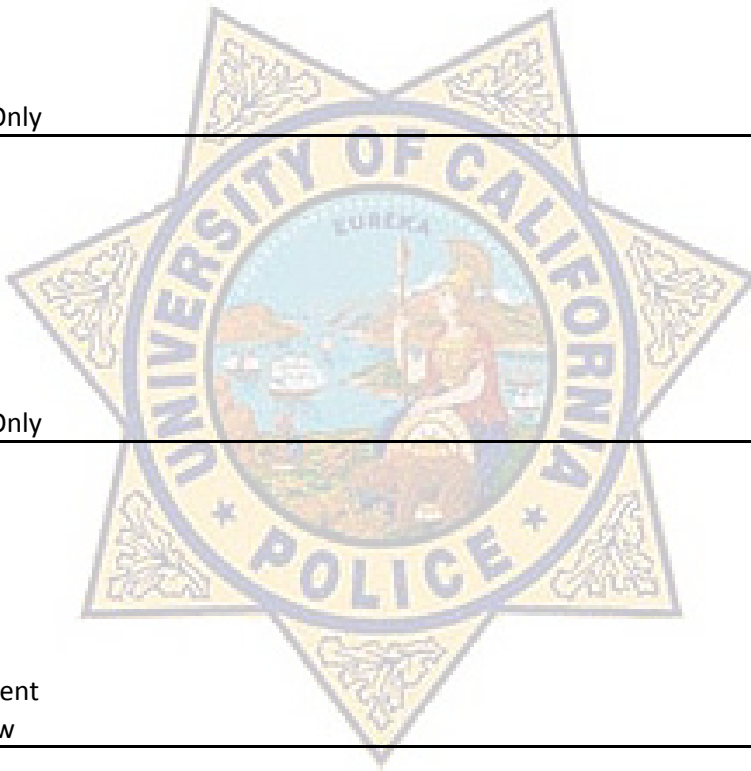 Only
UNIVERSITY OF CALIFORNIA
EUREKA
Only
* POLICE *
ent
w